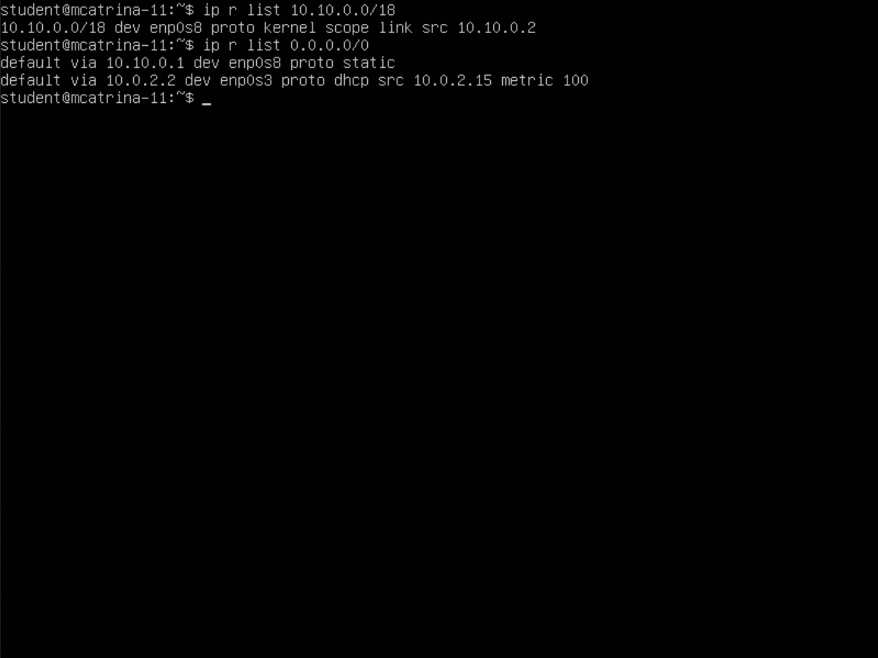 student@mcatrina-11:~$ ip r list 10.10.0.0/18
10.10.0.0/18 dev enp0s8 proto kernel scope link src 10.10.0.2
student@mcatrina-11:~$ ip r list 0.0.0.0/0
default via 10.10.0.1 dev enp0s8 proto static
default via 10.0.2.2 dev enp0s3 proto dhcp src 10.0.2.15 metric 100
student@mcatrina-11:~$ _